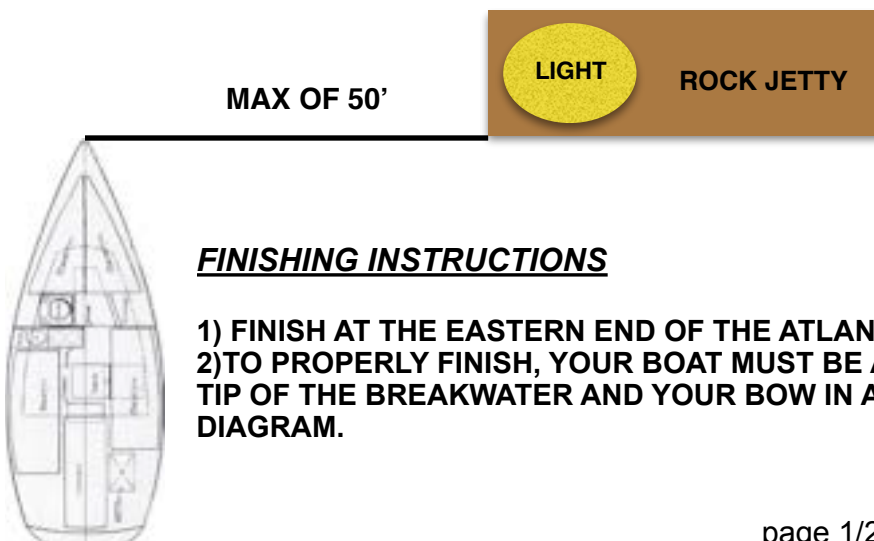 LIGHT
ROCK JETTY
MAX OF 50’
FINISHING INSTRUCTIONS
1) FINISH AT THE EASTERN END OF THE ATLAN
2)TO PROPERLY FINISH, YOUR BOAT MUST BE
TIP OF THE BREAKWATER AND YOUR BOW IN A
DIAGRAM.
page 1/2